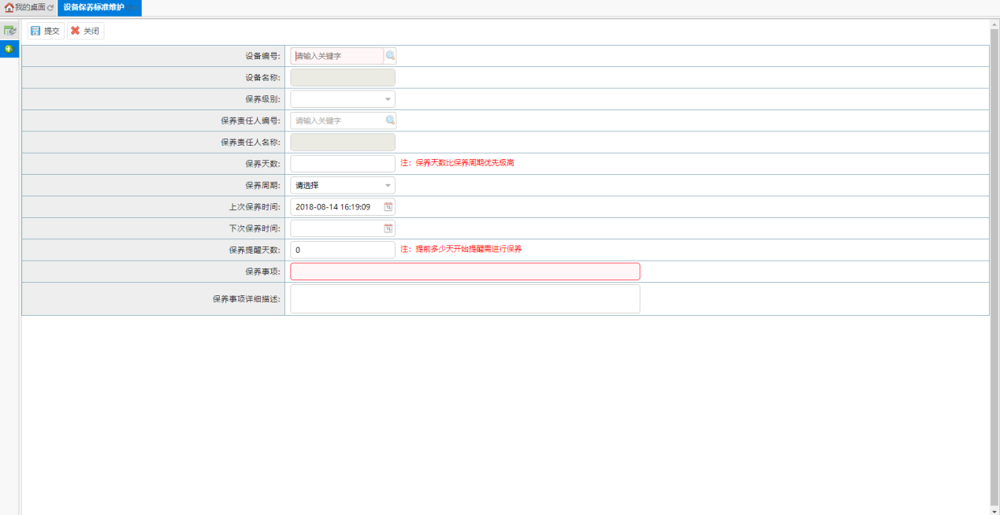 我的桌面 设备保养标准维护
提交 关闭
设备编号: 请输入关键字
设备名称:
保养级别:
保养责任人编号: 请输入关键字
保养责任人名称:
保养天数: 注：保养天数比保养周期优先级高
保养周期: 请选择
上次保养时间: 2018-08-14 16:19:09
下次保养时间:
保养提醒天数: 0 注：提前多少天开始提醒需进行保养
保养事项:
保养事项详细描述: